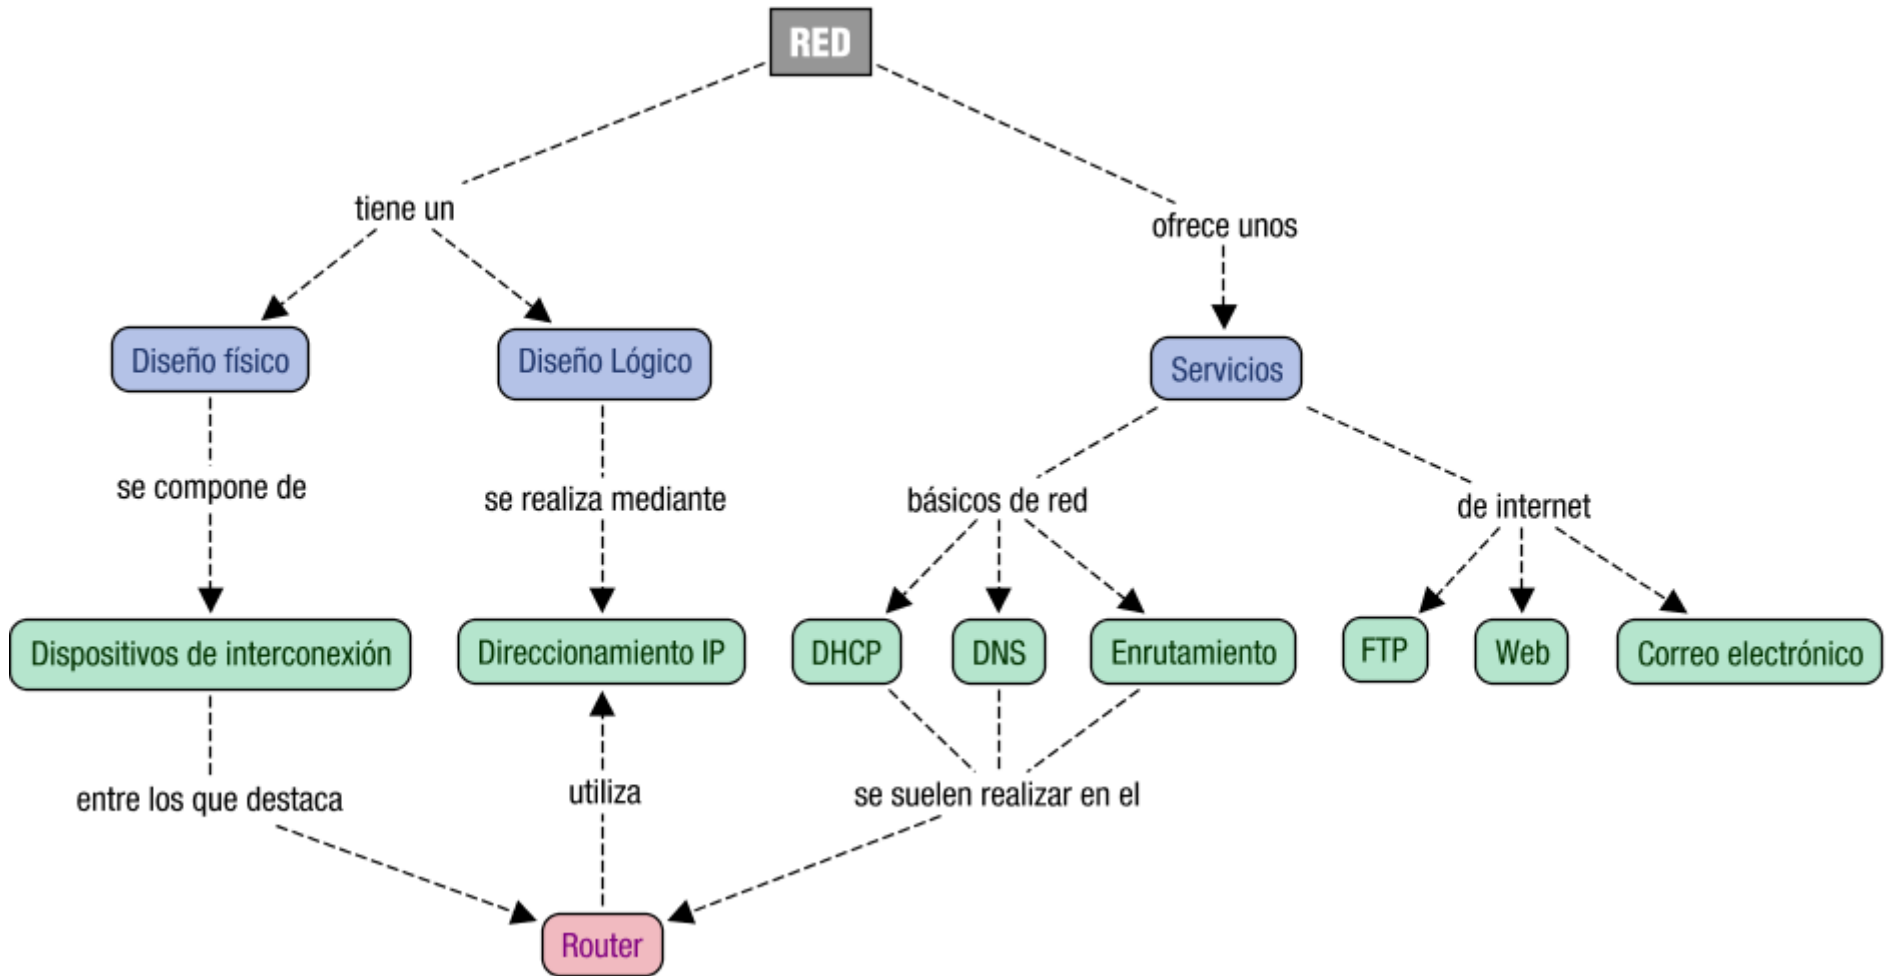 RED
tiene un
ofrece unos
Diseño físico
Diseño Lógico
Servicios
se compone de
se realiza mediante
básicos de red
de internet
Dispositivos de interconexión
Direccionamiento IP
DHCP
DNS
Enrutamiento
FTP
Web
Correo electrónico
entre los que destaca
utiliza
se suelen realizar en el
Router